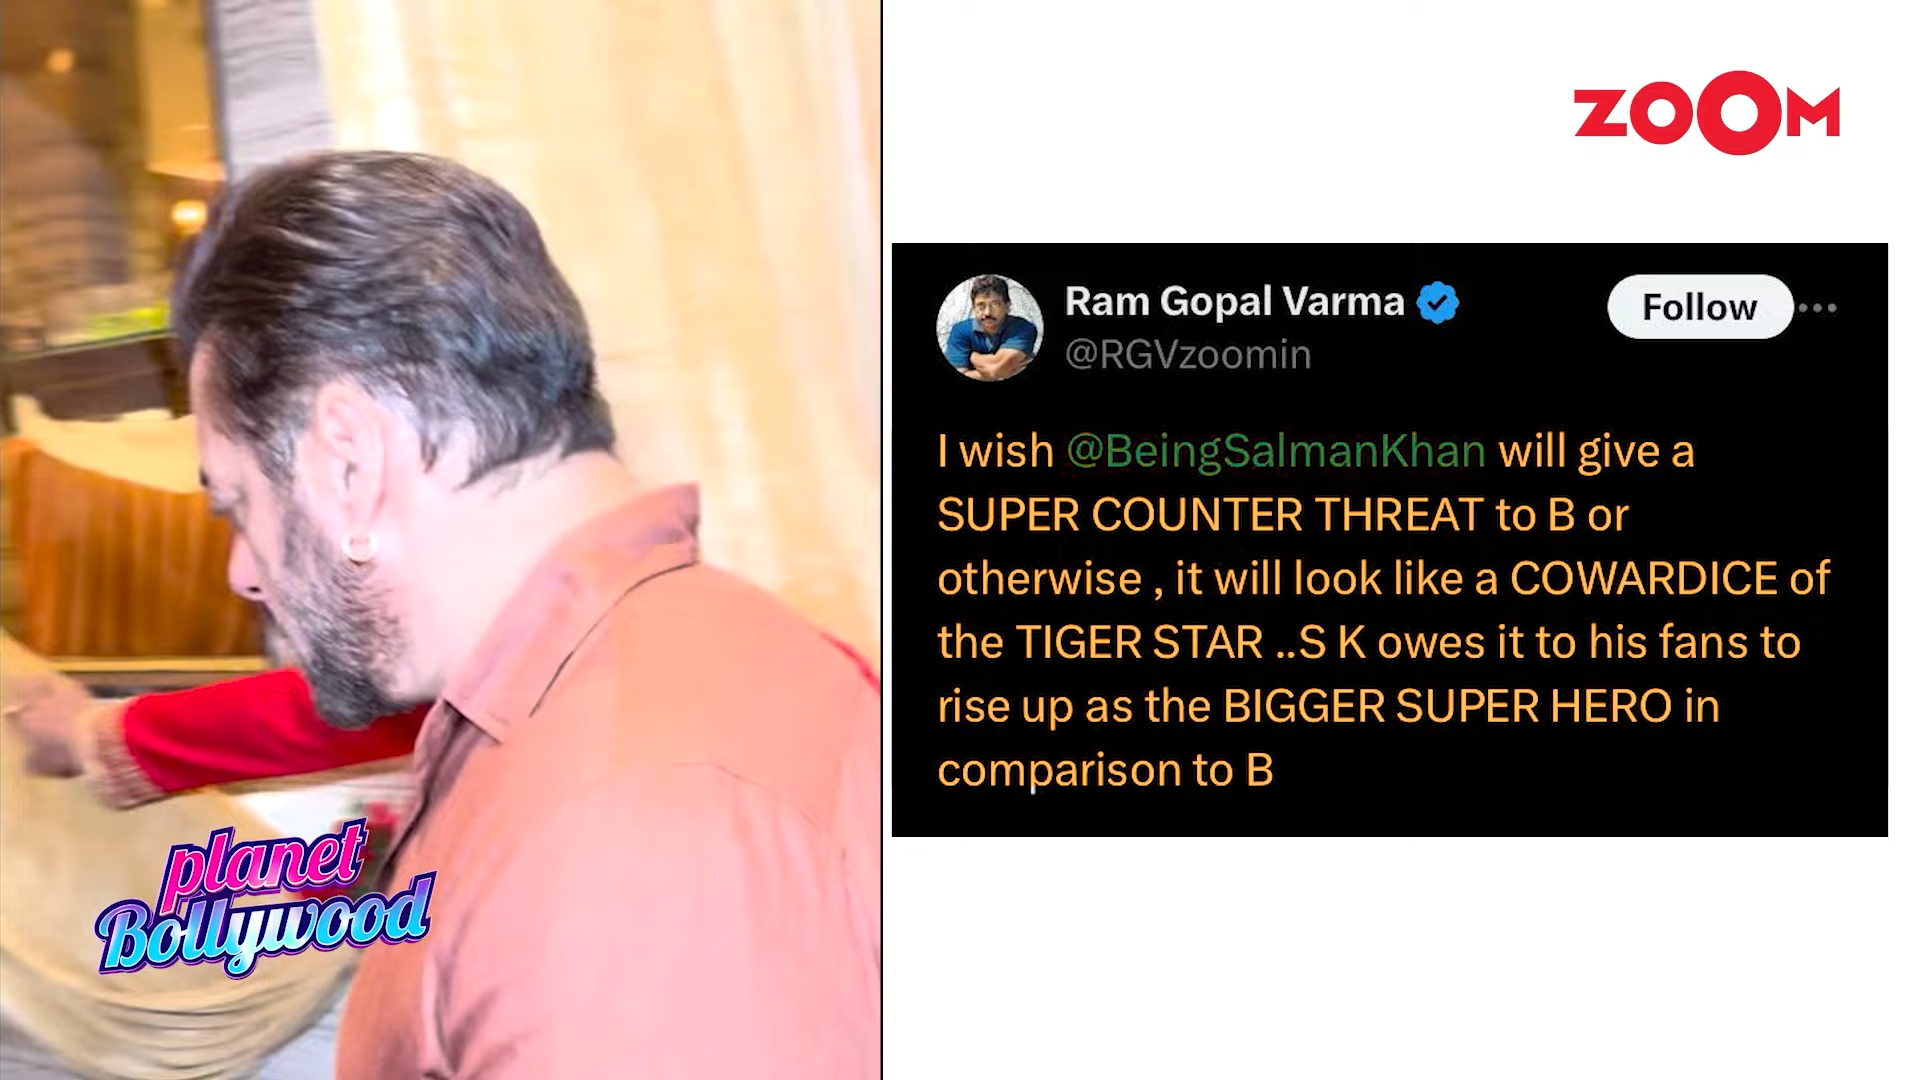 ZOOM
Ram Gopal Varma
Follow
@RGVzoomin
I wish @BeingSalmanKhan will give a
SUPER COUNTER THREAT to B or
otherwise , it will look like a COWARDICE of
the TIGER STAR ..S K owes it to his fans to
rise up as the BIGGER SUPER HERO in
comparison to B
planet
Bollywood